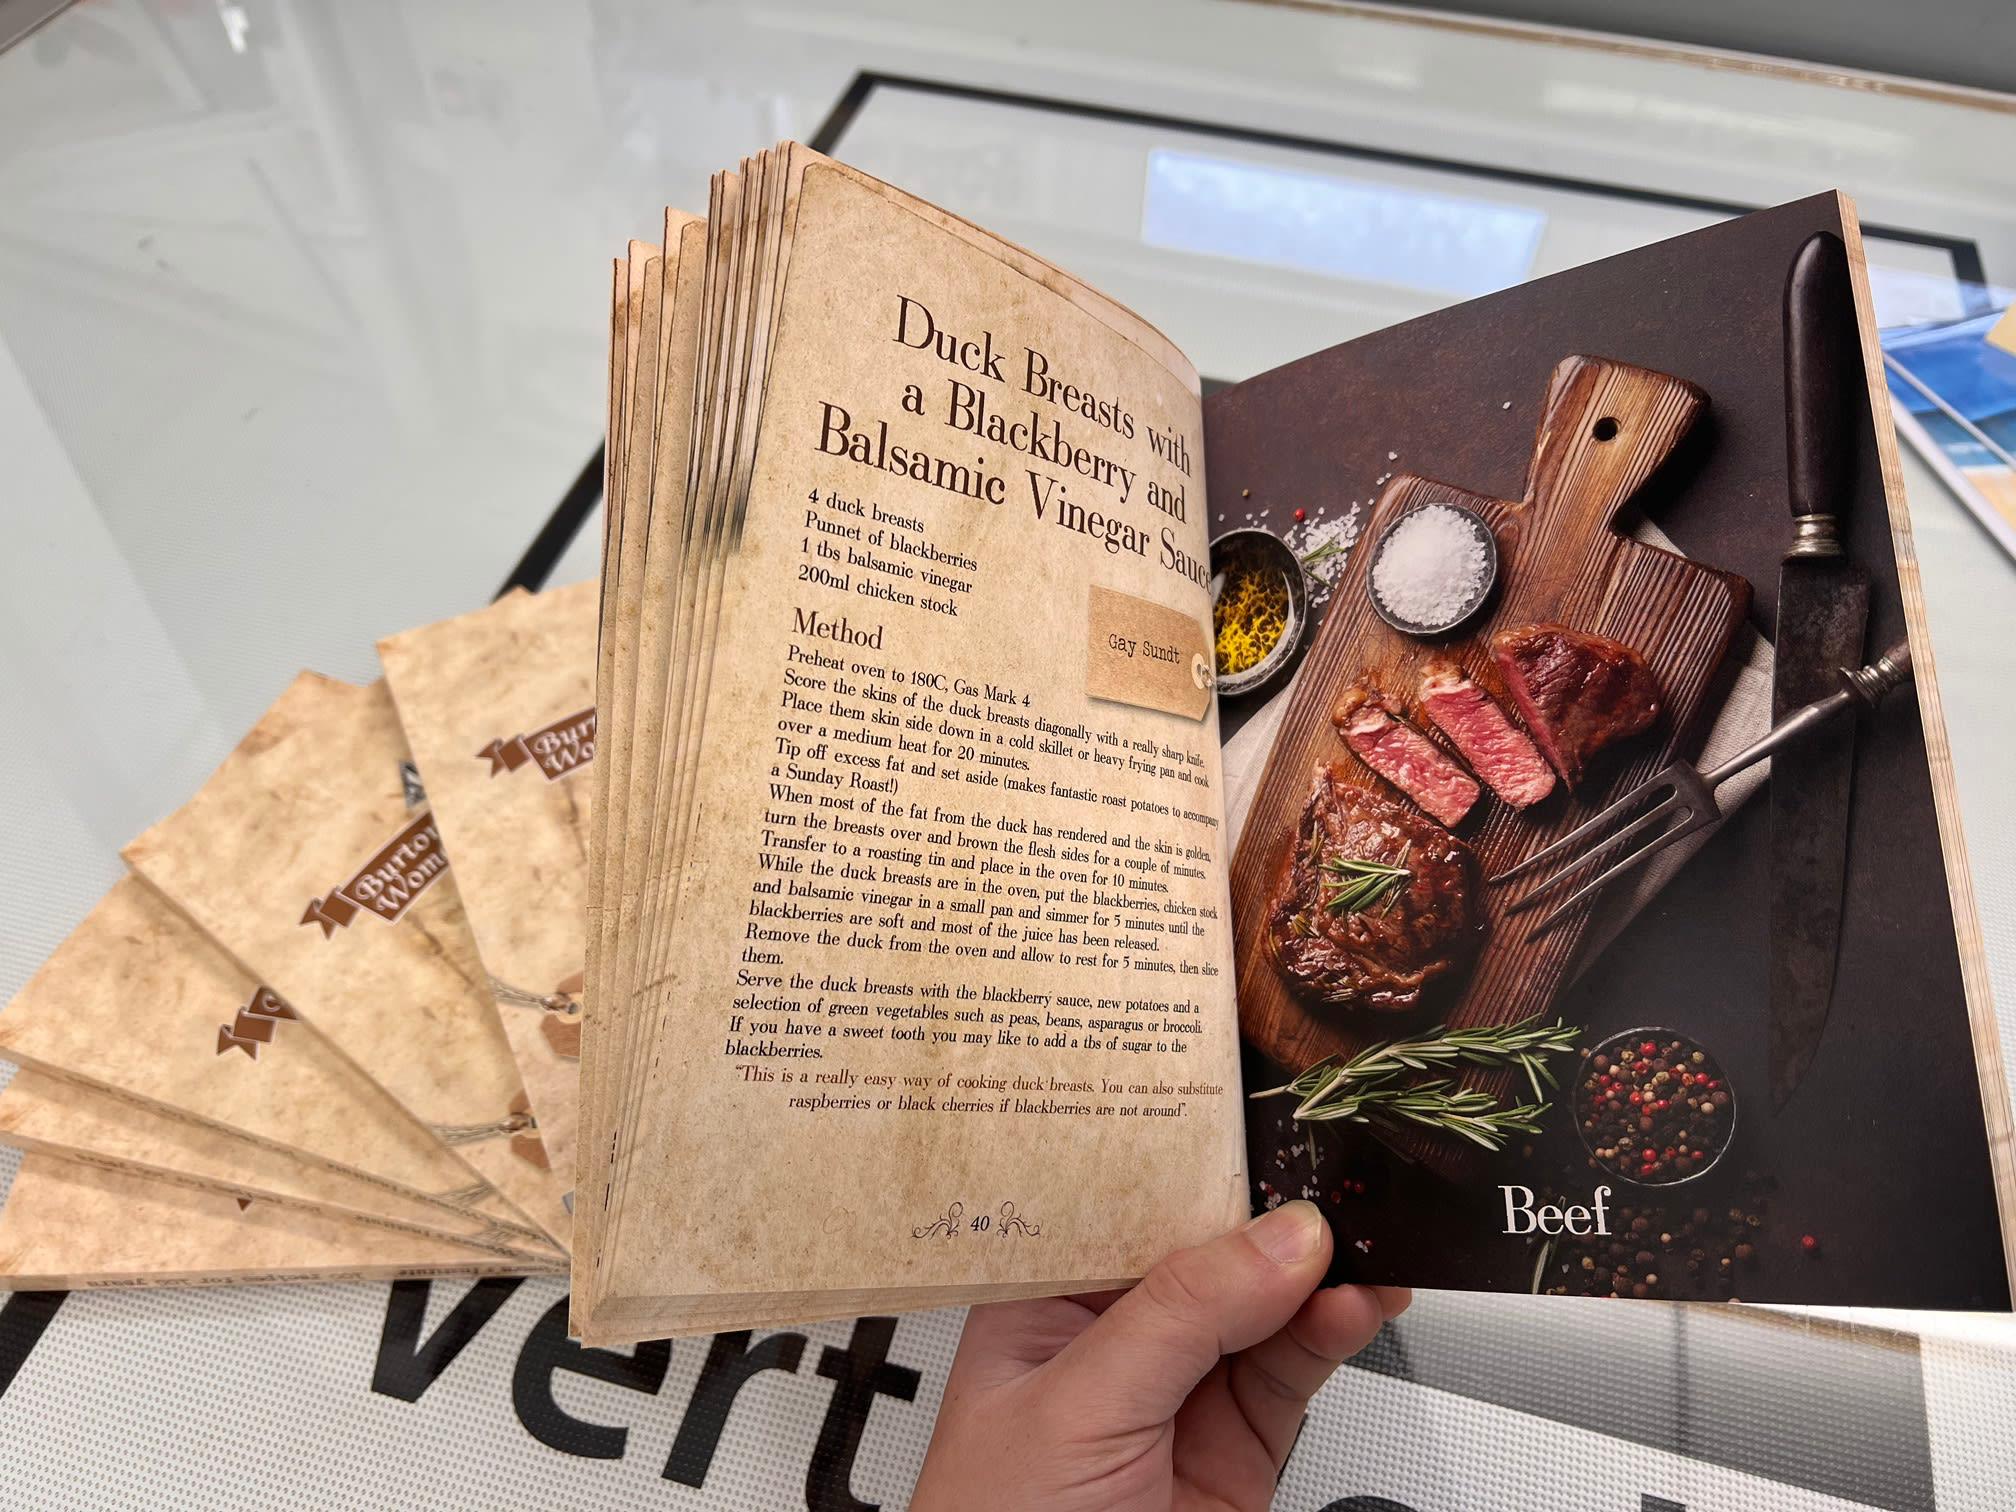 Duck Breasts with
a Blackberry and
Balsamic Vinegar Sauce
4 duck breasts
Punnet of blackberries
1 tbs balsamic vinegar
200ml chicken stock
Gay Sundt
Method
Preheat oven to 180C, Gas Mark 4
Score the skins of the duck breasts diagonally with a really sharp knife.
Place them skin side down in a cold skillet or heavy frying pan and cook
over a medium heat for 20 minutes.
Tip off excess fat and set aside (makes fantastic roast potatoes to accompany
a Sunday Roast!)
When most of the fat from the duck has rendered and the skin is golden,
turn the breasts over and brown the flesh sides for a couple of minutes.
Transfer to a roasting tin and place in the oven for 10 minutes.
While the duck breasts are in the oven, put the blackberries, chicken stock
and balsamic vinegar in a small pan and simmer for 5 minutes until the
blackberries are soft and most of the juice has been released.
Remove the duck from the oven and allow to rest for 5 minutes, then slice
them.
Serve the duck breasts with the blackberry sauce, new potatoes and a
selection of green vegetables such as peas, beans, asparagus or broccoli.
If you have a sweet tooth you may like to add a tbs of sugar to the
blackberries.
"This is a really easy way of cooking duck breasts. You can also substitute
raspberries or black cherries if blackberries are not around".
40
Beef
100 recipes for 100 years
vert